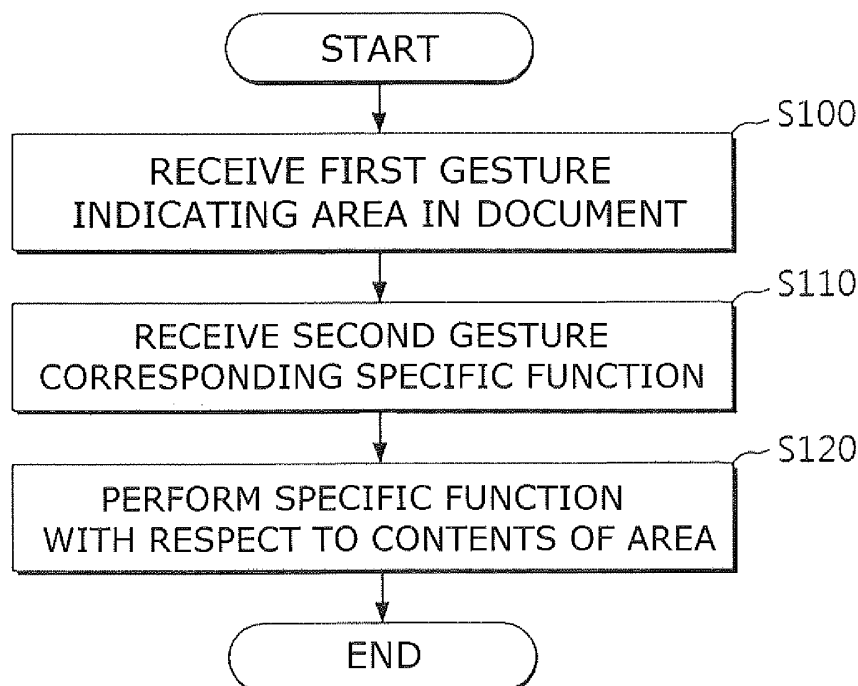 START
S100
RECEIVE FIRST GESTURE
INDICATING AREA IN DOCUMENT
S110
RECEIVE SECOND GESTURE
CORRESPONDING SPECIFIC FUNCTION
S120
PERFORM SPECIFIC FUNCTION
WITH RESPECT TO CONTENTS OF AREA
END